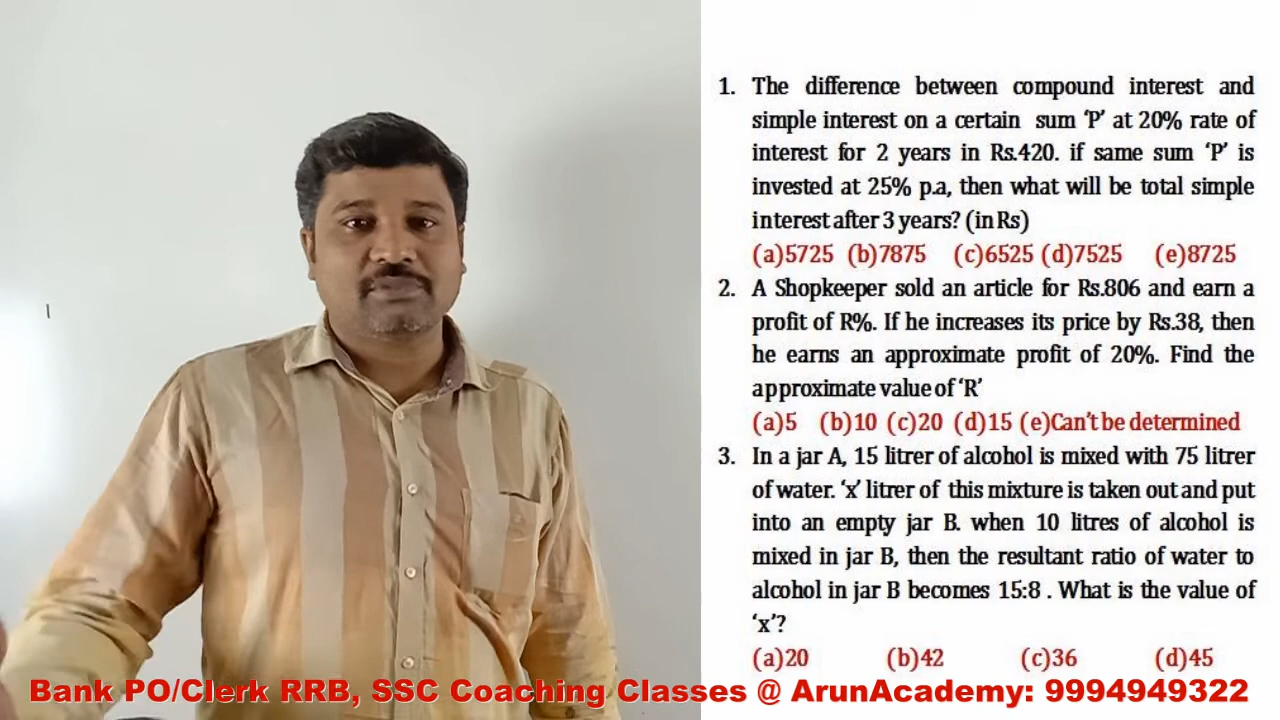 1. The difference between compound interest and
simple interest on a certain sum ‘P’ at 20% rate of
interest for 2 years in Rs.420. if same sum ‘P’ is
invested at 25% p.a, then what will be total simple
interest after 3 years? (in Rs)
(a)5725 (b)7875 (c)6525 (d)7525 (e)8725
2. A Shopkeeper sold an article for Rs.806 and earn a
profit of R%. If he increases its price by Rs.38, then
he earns an approximate profit of 20%. Find the
approximate value of ‘R’
(a)5 (b)10 (c)20 (d)15 (e)Can’t be determined
3. In a jar A, 15 litrer of alcohol is mixed with 75 litrer
of water. ‘x’ litrer of this mixture is taken out and put
into an empty jar B. when 10 litres of alcohol is
mixed in jar B, then the resultant ratio of water to
alcohol in jar B becomes 15:8 . What is the value of
‘x’?
(a)20 (b)42 (c)36 (d)45
Bank PO/Clerk RRB, SSC Coaching Classes @ ArunAcademy: 9994949322